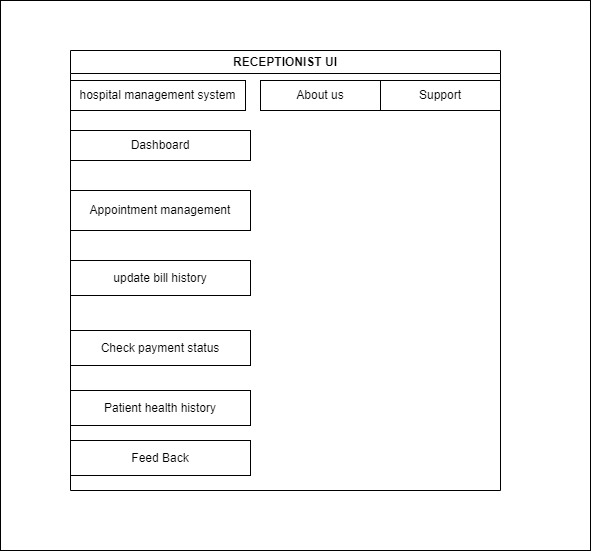 RECEPTIONIST UI
hospital management system
About us
Support
Dashboard
Appointment management
update bill history
Check payment status
Patient health history
Feed Back